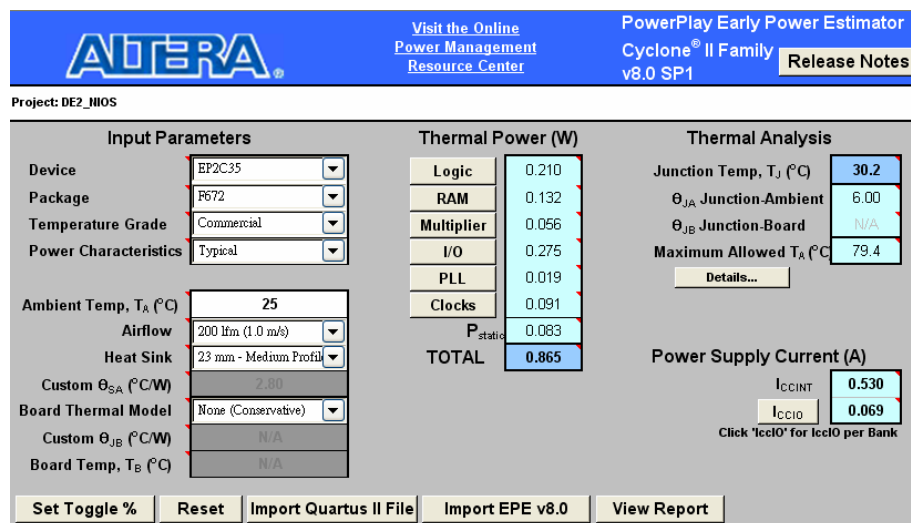 ALTERA®
Visit the Online
Power Management
Resource Center
PowerPlay Early Power Estimator
Cyclone® II Family
v8.0 SP1
Release Notes
Project: DE2_NIOS
Input Parameters
Device EP2C35
Package F672
Temperature Grade Commercial
Power Characteristics Typical
Ambient Temp, TA (°C) 25
Airflow 200 lfm (1.0 m/s)
Heat Sink 23 mm - Medium Profil
Custom θSA (°C/W) 2.80
Board Thermal Model None (Conservative)
Custom θJB (°C/W) N/A
Board Temp, TB (°C) N/A
Thermal Power (W)
Logic 0.210
RAM 0.132
Multiplier 0.056
I/O 0.275
PLL 0.019
Clocks 0.091
Pstatic 0.083
TOTAL 0.865
Thermal Analysis
Junction Temp, TJ (°C) 30.2
θJA Junction-Ambient 6.00
θJB Junction-Board N/A
Maximum Allowed TA (°C 79.4
Details...
Power Supply Current (A)
ICCINT 0.530
ICCIO 0.069
Click 'IccIO' for IccIO per Bank
Set Toggle %
Reset
Import Quartus II File
Import EPE v8.0
View Report